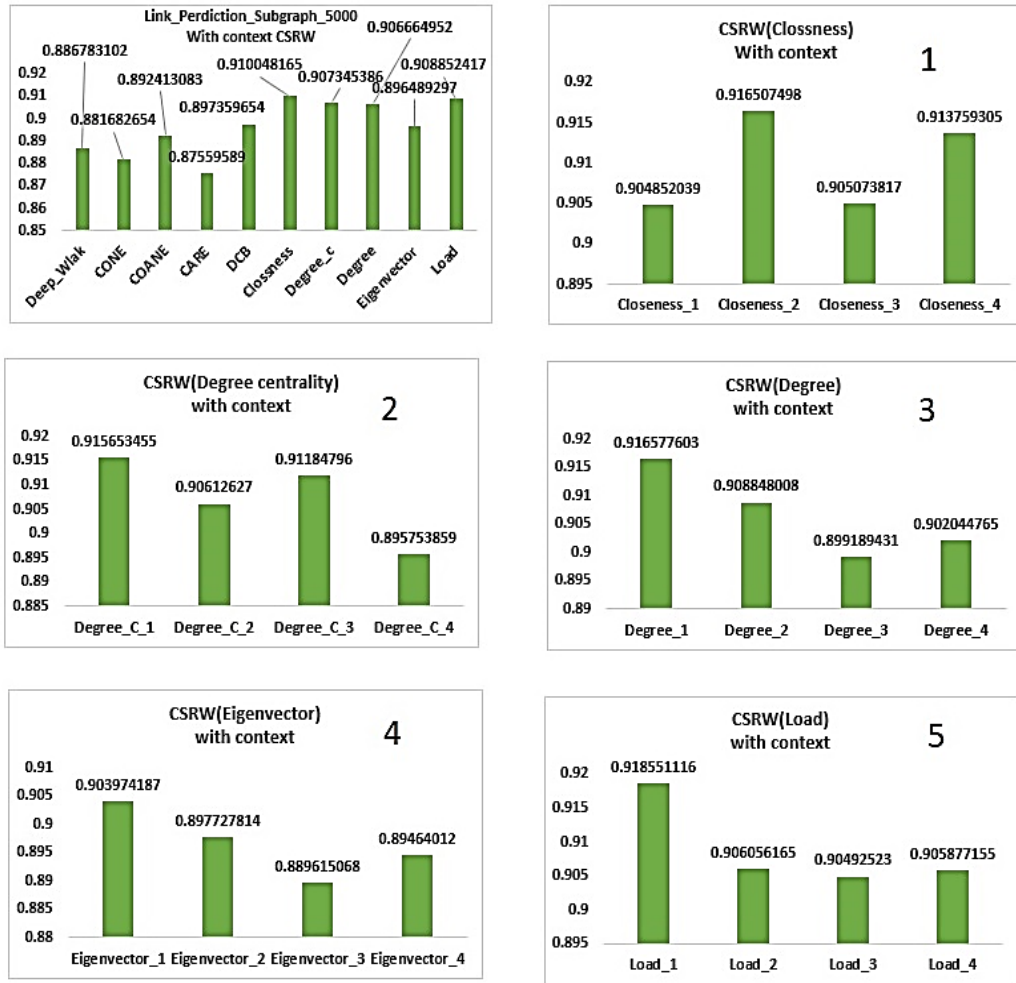 Link_Perdiction_Subgraph_5000
With context CSRW
0.886783102
0.881682654
0.892413083
0.87559589
0.897359654
0.910048165
0.907345386
0.906664952
0.896489297
0.908852417
0.92
0.91
0.9
0.89
0.88
0.87
0.86
0.85
Deep_Wlak
CONE
COANE
CARE
DCB
Clossness
Degree_c
Degree
Eigenvector
Load
CSRW(Clossness)
With context
1
0.92
0.915
0.91
0.905
0.9
0.895
0.904852039
0.916507498
0.905073817
0.913759305
Closeness_1
Closeness_2
Closeness_3
Closeness_4
CSRW(Degree centrality)
with context
2
0.92
0.915
0.91
0.905
0.9
0.895
0.89
0.885
0.915653455
0.90612627
0.91184796
0.895753859
Degree_C_1
Degree_C_2
Degree_C_3
Degree_C_4
CSRW(Degree)
with context
3
0.92
0.915
0.91
0.905
0.9
0.895
0.89
0.916577603
0.908848008
0.899189431
0.902044765
Degree_1
Degree_2
Degree_3
Degree_4
CSRW(Eigenvector)
with context
4
0.91
0.905
0.9
0.895
0.89
0.885
0.88
0.903974187
0.897727814
0.889615068
0.89464012
Eigenvector_1
Eigenvector_2
Eigenvector_3
Eigenvector_4
CSRW(Load)
with context
5
0.92
0.915
0.91
0.905
0.9
0.895
0.918551116
0.906056165
0.90492523
0.905877155
Load_1
Load_2
Load_3
Load_4